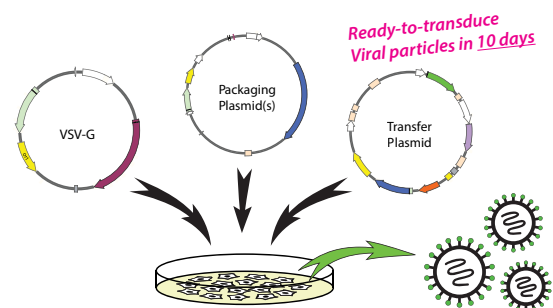 Ready-to-transduce
Viral particles in 10 days
Packaging
Plasmid(s)
VSV-G
Transfer
Plasmid